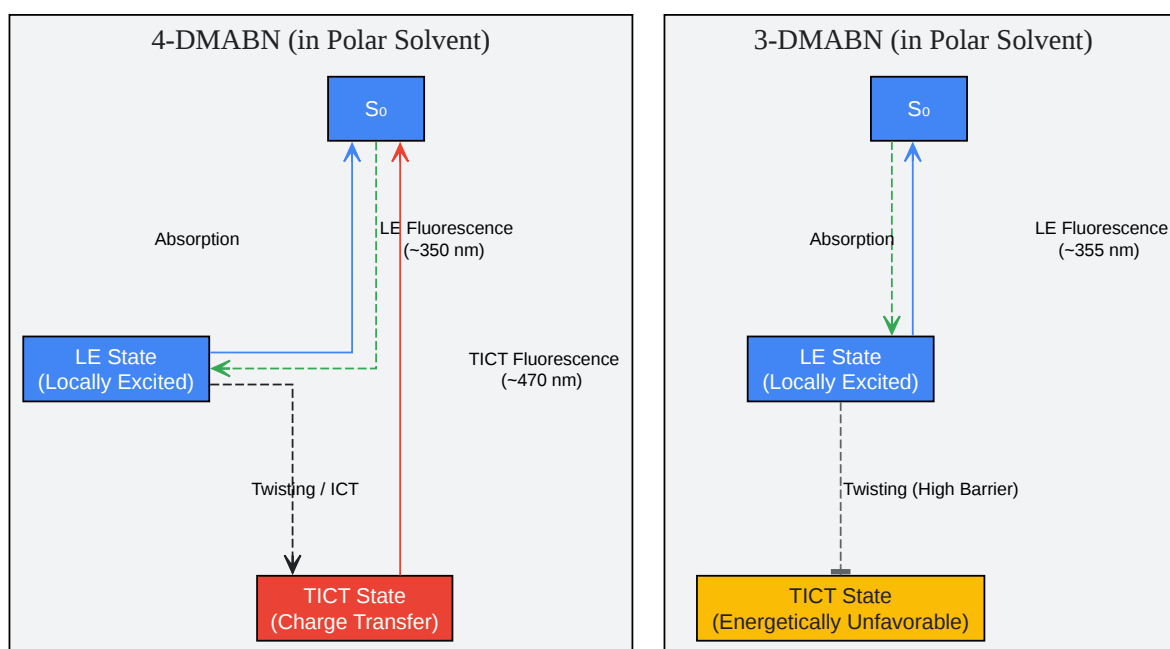 4-DMABN (in Polar Solvent)
S₀
Absorption
LE Fluorescence
(~350 nm)
LE State
(Locally Excited)
TICT Fluorescence
(~470 nm)
Twisting / ICT
TICT State
(Charge Transfer)
3-DMABN (in Polar Solvent)
S₀
Absorption
LE Fluorescence
(~355 nm)
LE State
(Locally Excited)
Twisting (High Barrier)
TICT State
(Energetically Unfavorable)